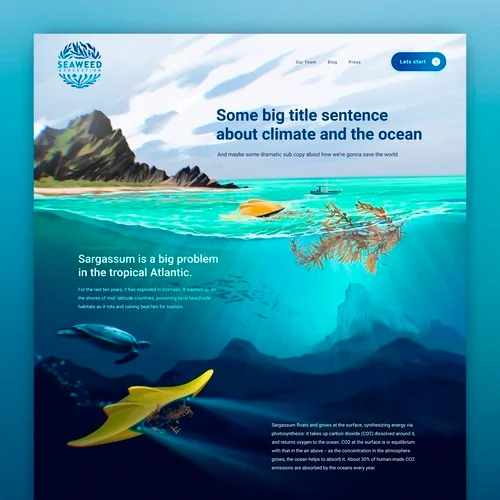 SEAWEED
GENERATION
Our Team
Blog
Press
Lets start
Some big title sentence
about climate and the ocean
And maybe some dramatic sub copy about how we're gonna save the world
Sargassum is a big problem
in the tropical Atlantic.
For the last ten years, it has exploded in biomass. It washes up on
the shores of mid- latitude countries, poisoning local beachside
habitats as it rots and ruining beaches for tourists.
Sargassum floats and grows at the surface, synthesizing energy via
photosynthesis: it takes up carbon dioxide (CO2) dissolved around it,
and returns oxygen to the ocean. CO2 at the surface is in equilibrium
with that in the air above – as the concentration in the atmosphere
grows, the ocean helps to absorb it. About 30% of human-made CO2
emissions are absorbed by the oceans every year.